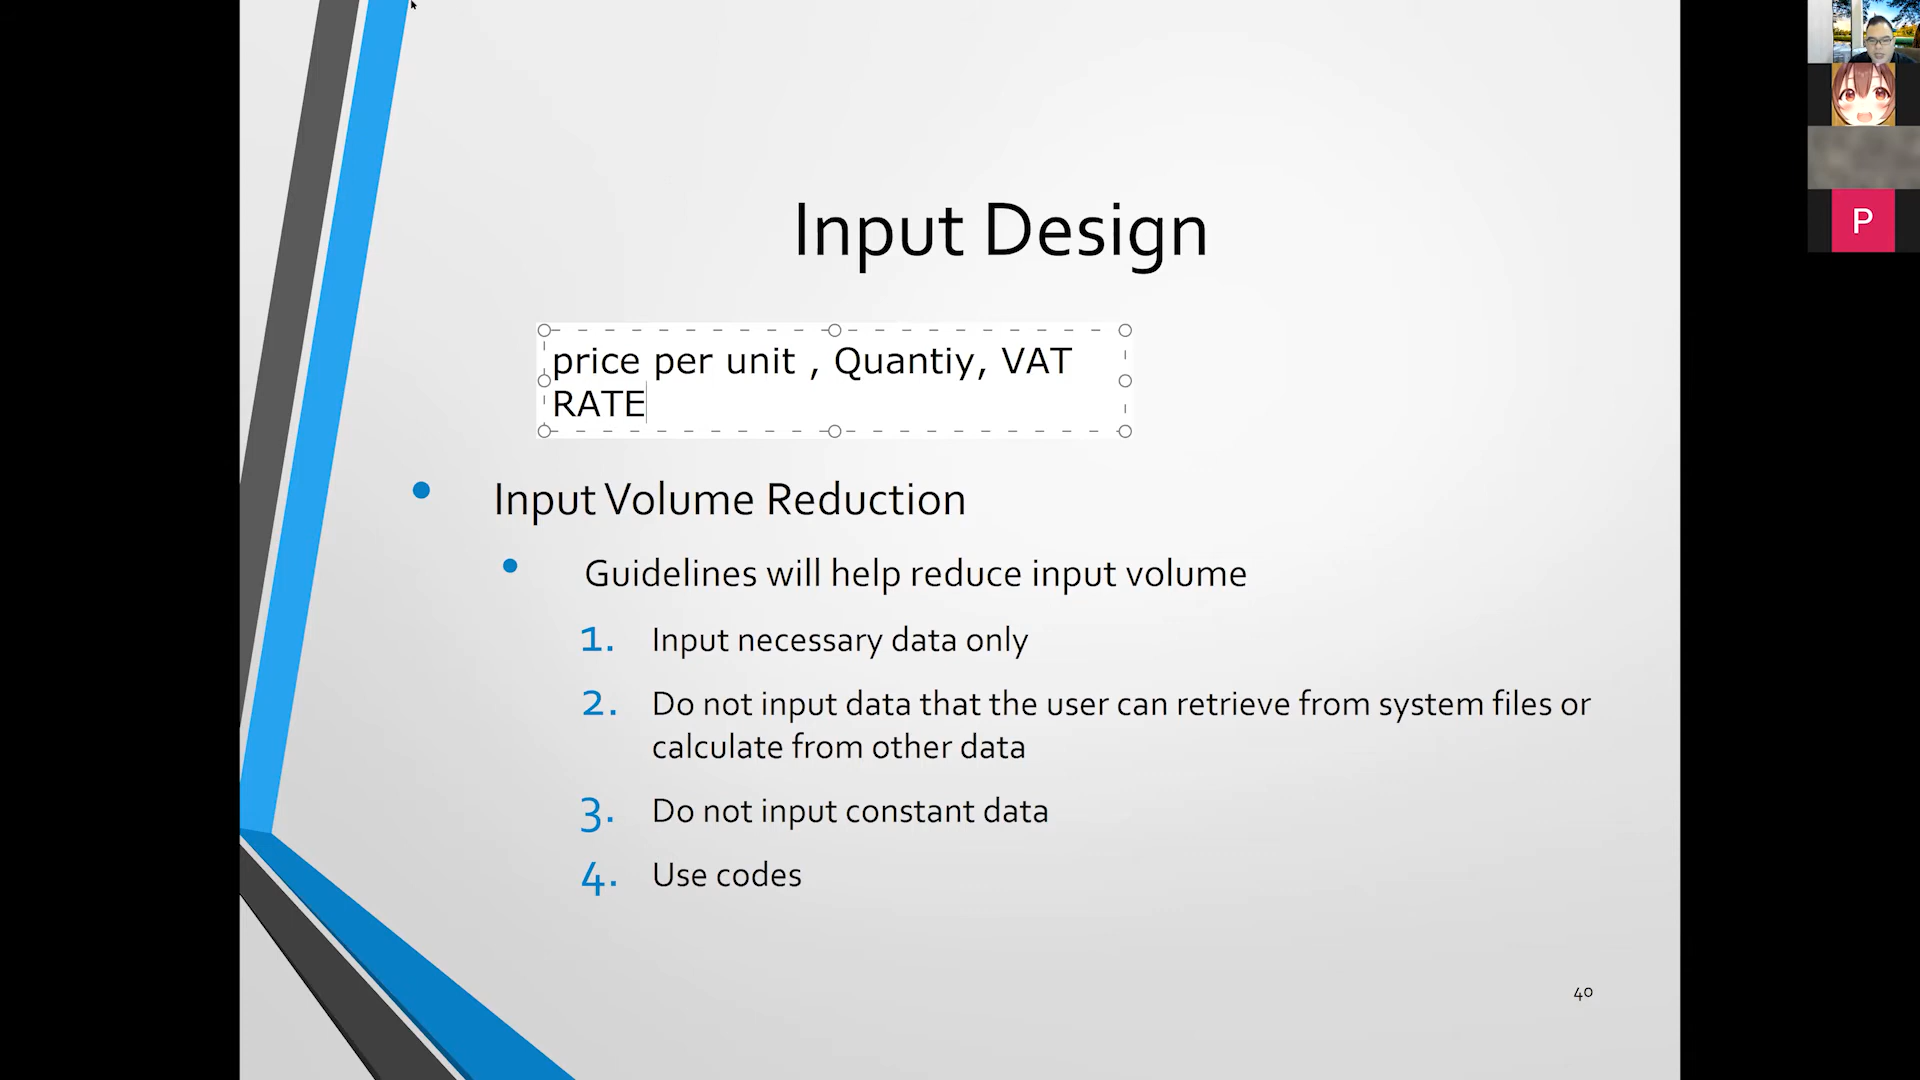 Input Design
price per unit , Quantiy, VAT
RATE
Input Volume Reduction
Guidelines will help reduce input volume
1. Input necessary data only
2. Do not input data that the user can retrieve from system files or
calculate from other data
3. Do not input constant data
4. Use codes
40
P